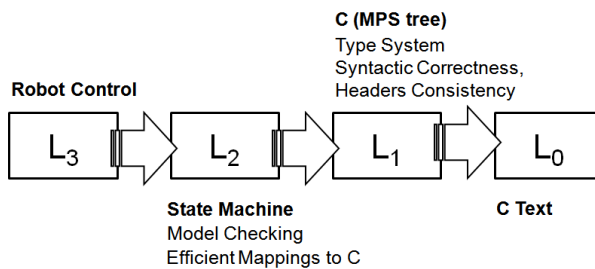 C (MPS tree)
Type System
Syntactic Correctness,
Headers Consistency
Robot Control
L₃
L₂
L₁
L₀
State Machine
Model Checking
Efficient Mappings to C
C Text